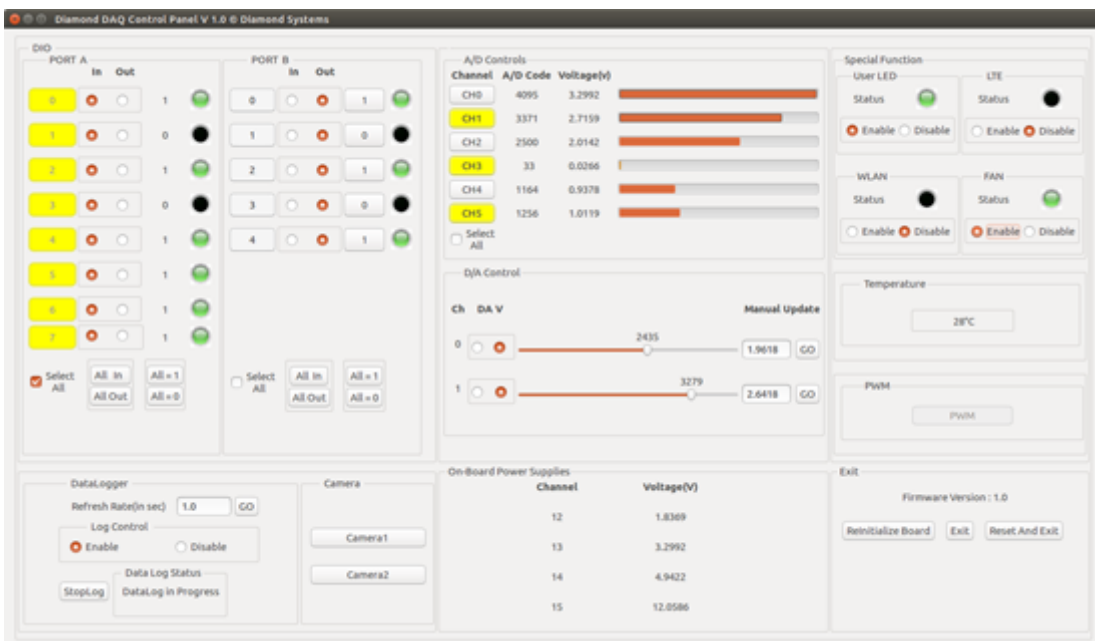 Diamond DAQ Control Panel V 1.0 © Diamond Systems
DIO
PORT A
In Out
0 1
1 0
2 1
3 0
4 1
5 1
6 1
7 1
Select All
All In All = 1
All Out All = 0
PORT B
In Out
0 1
1 0
2 1
3 0
4 1
Select All
All In All = 1
All Out All = 0
A/D Controls
Channel A/D Code Voltage(v)
CH0 4095 3.2992
CH1 3371 2.7159
CH2 2500 2.0142
CH3 33 0.0266
CH4 1164 0.9378
CH5 1256 1.0119
Select All
D/A Control
Ch DA V Manual Update
0 2435 1.9618 GO
1 3279 2.6418 GO
Special Function
User LED
Status
Enable Disable
LTE
Status
Enable Disable
WLAN
Status
Enable Disable
FAN
Status
Enable Disable
Temperature
28°C
PWM
PWM
DataLogger
Refresh Rate(in sec) 1.0 GO
Log Control
Enable Disable
Data Log Status
StopLog DataLog in Progress
Camera
Camera1
Camera2
On-Board Power Supplies
Channel Voltage(V)
12 1.8369
13 3.2992
14 4.9422
15 12.0586
Exit
Firmware Version : 1.0
Reinitialize Board Exit Reset And Exit